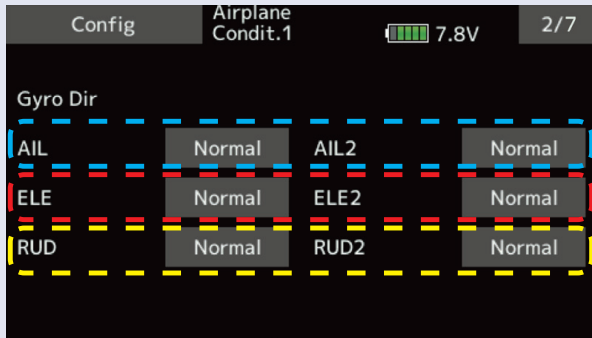 Config Airplane 2/7
Condit.1 7.8V
Gyro Dir
AIL Normal AIL2 Normal
ELE Normal ELE2 Normal
RUD Normal RUD2 Normal